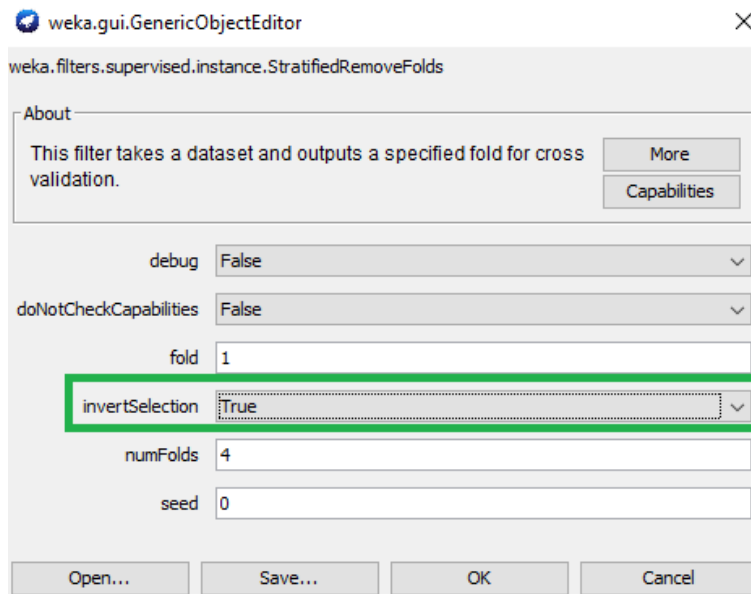 weka.gui.GenericObjectEditor
weka.filters.supervised.instance.StratifiedRemoveFolds
About
This filter takes a dataset and outputs a specified fold for cross
validation.
More
Capabilities
debug False
doNotCheckCapabilities False
fold 1
invertSelection True
numFolds 4
seed 0
Open... Save... OK Cancel